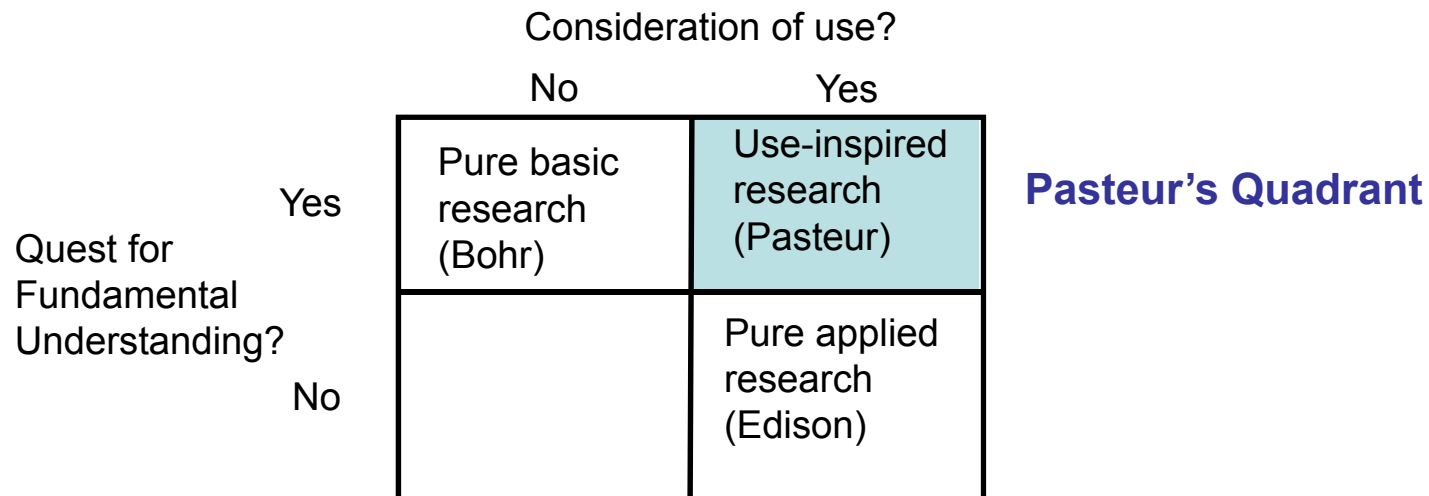 Consideration of use?
No Yes
Pure basic
research
(Bohr)
Use-inspired
research
(Pasteur)
Pasteur’s Quadrant
Yes
Quest for
Fundamental
Understanding?
No
Pure applied
research
(Edison)